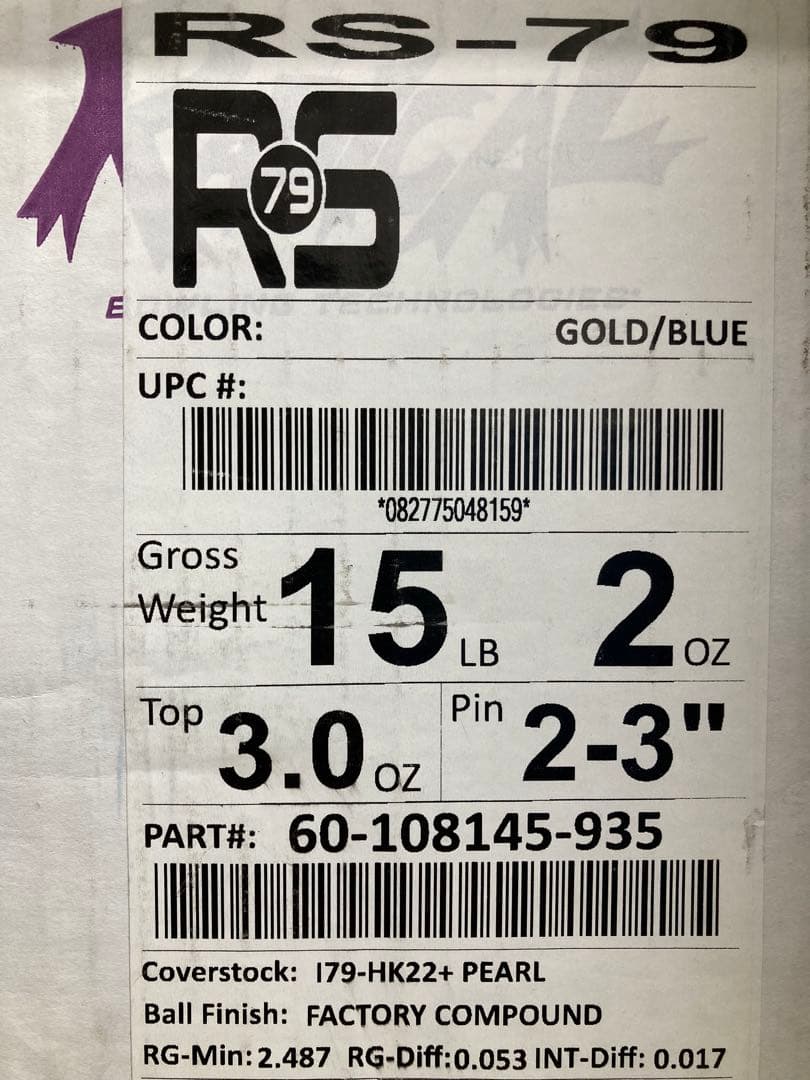 RS-79
RS
79
BOWLING TECHNOLOGIES
COLOR: GOLD/BLUE
UPC #:
*082775048159*
Gross Weight 15 LB 2 OZ
Top 3.0 OZ Pin 2-3"
PART#: 60-108145-935
Coverstock: I79-HK22+ PEARL
Ball Finish: FACTORY COMPOUND
RG-Min: 2.487 RG-Diff: 0.053 INT-Diff: 0.017